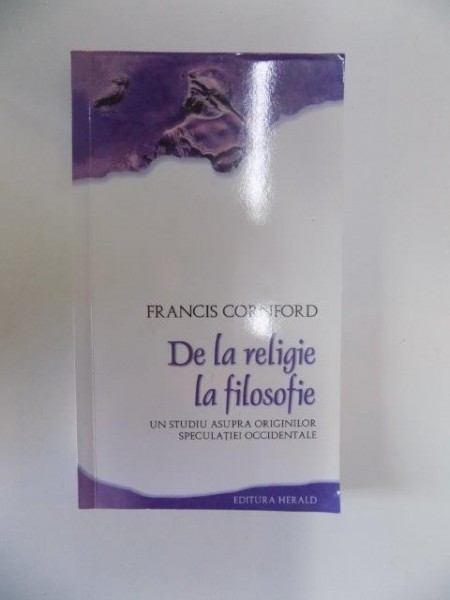 FRANCIS CORNFORD
De la religie
la filosofie
UN STUDIU ASUPRA ORIGINILOR
SPECULAȚIEI OCCIDENTALE
EDITURA HERALD